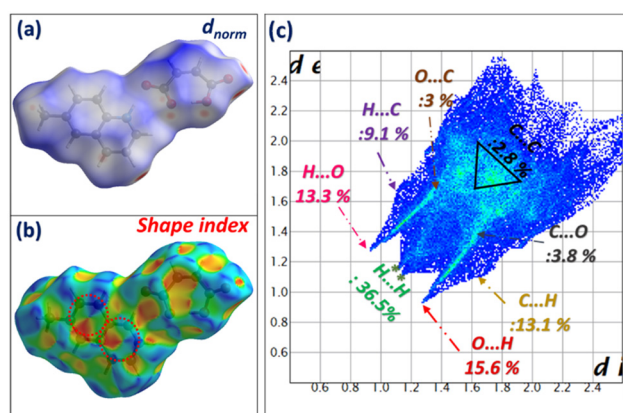 (a)
d norm
(b)
Shape index
(c)
d e
2.4
2.2
2.0
1.8
1.6
1.4
1.2
1.0
0.8
0.6
O...C
:3 %
H...C
:9.1 %
C...C
:2.8 %
H...O
13.3 %
C...O
:3.8 %
**
H...H
:36.5%
C...H
:13.1 %
O...H
15.6 %
d i
0.6 0.8 1.0 1.2 1.4 1.6 1.8 2.0 2.2 2.4